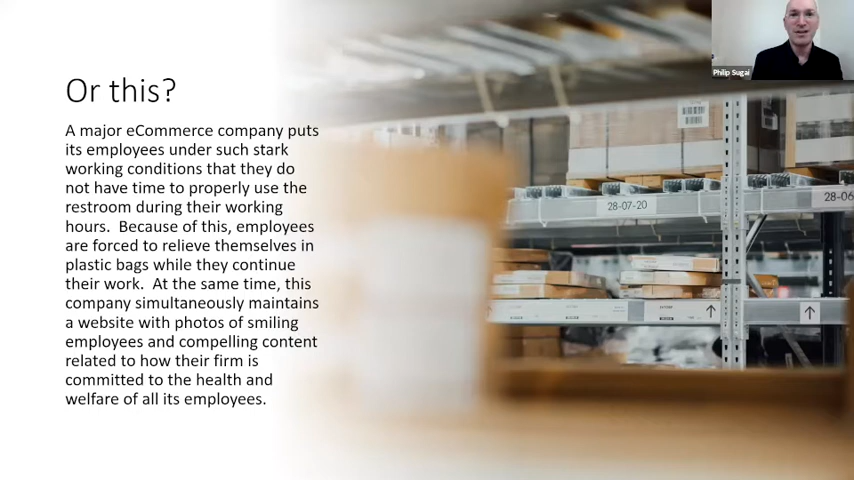 Or this?
A major eCommerce company puts
its employees under such stark
working conditions that they do
not have time to properly use the
restroom during their working
hours.  Because of this, employees
are forced to relieve themselves in
plastic bags while they continue
their work.  At the same time, this
company simultaneously maintains
a website with photos of smiling
employees and compelling content
related to how their firm is
committed to the health and
welfare of all its employees.
Philip Sugai
28-07-20
28-06